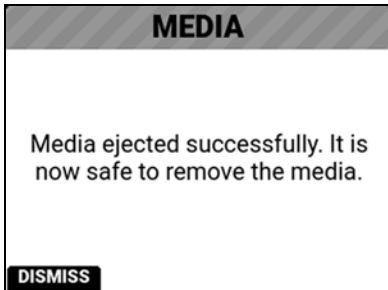 MEDIA
Media ejected successfully. It is
now safe to remove the media.
DISMISS